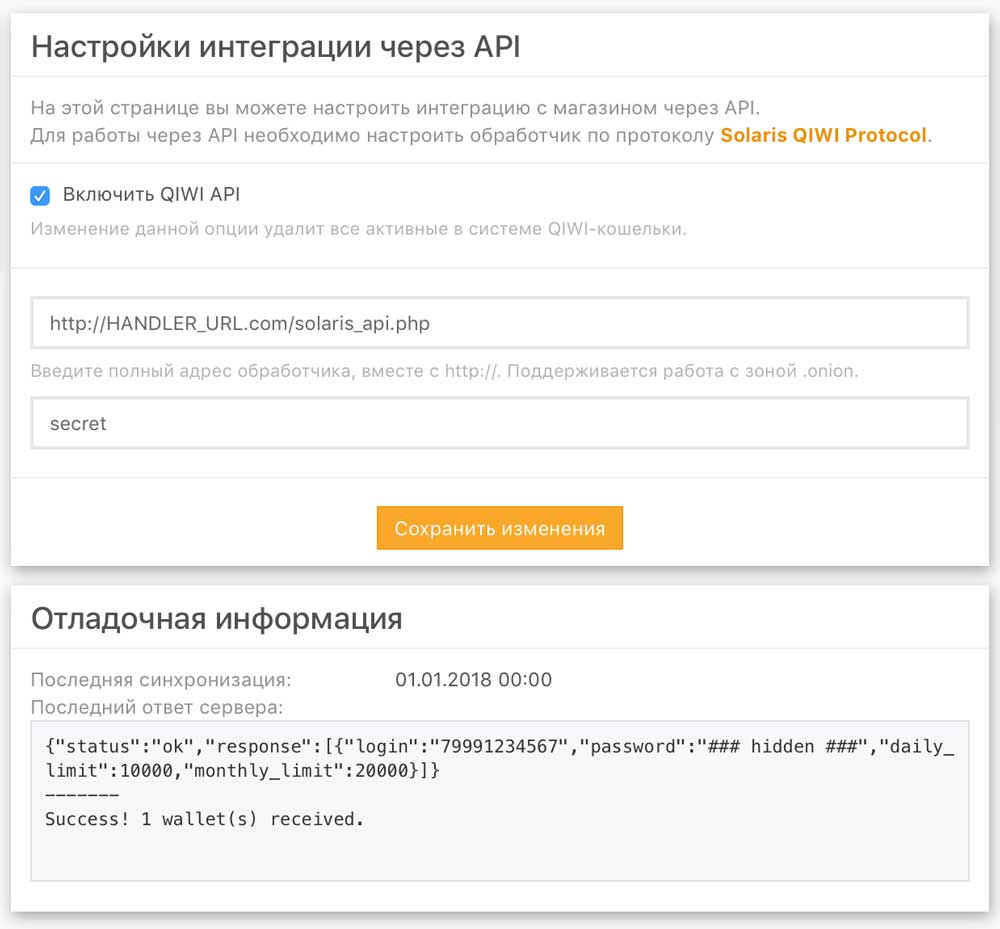 Настройки интеграции через API
На этой странице вы можете настроить интеграцию с магазином через API.
Для работы через API необходимо настроить обработчик по протоколу Solaris QIWI Protocol.
Включить QIWI API
Изменение данной опции удалит все активные в системе QIWI-кошельки.
http://HANDLER_URL.com/solaris_api.php
Введите полный адрес обработчика, вместе с http://. Поддерживается работа с зоной .onion.
secret
Сохранить изменения
Отладочная информация
Последняя синхронизация: 01.01.2018 00:00
Последний ответ сервера:
{"status":"ok","response":[{"login":"79991234567","password":"### hidden ###","daily_
limit":10000,"monthly_limit":20000}]}
-------
Success! 1 wallet(s) received.